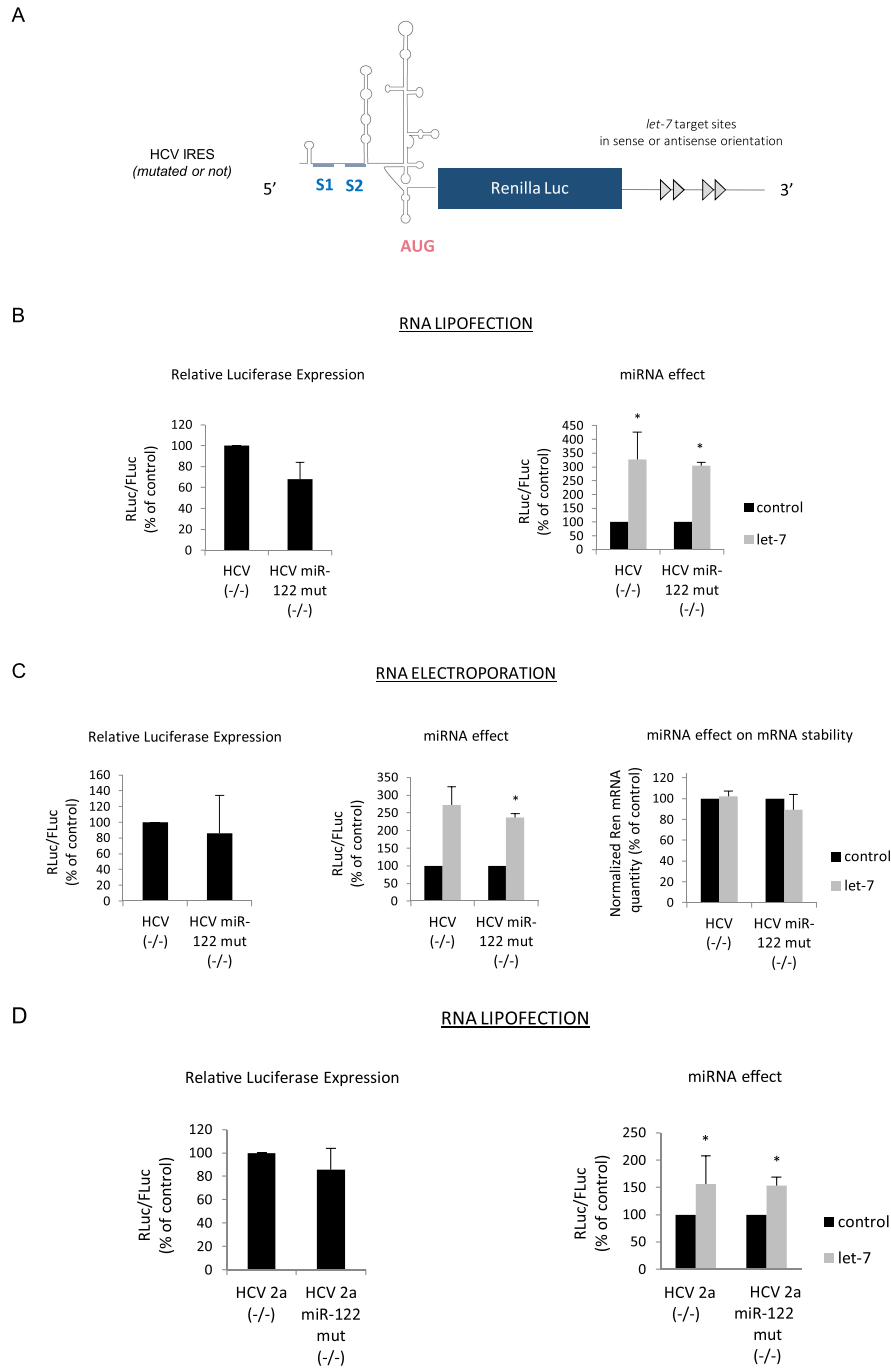 A
HCV IRES
(mutated or not)
let-7 target sites
in sense or antisense orientation
5’
S1
S2
Renilla Luc
3’
AUG
B
RNA LIPOFECTION
Relative Luciferase Expression
RLuc/FLuc
(% of control)
120
100
80
60
40
20
0
HCV
(-/-)
HCV miR-
122 mut
(-/-)
miRNA effect
RLuc/FLuc
(% of control)
450
400
350
300
250
200
150
100
50
0
*
*
HCV
(-/-)
HCV miR-
122 mut
(-/-)
control
let-7
C
RNA ELECTROPORATION
Relative Luciferase Expression
RLuc/FLuc
(% of control)
160
140
120
100
80
60
40
20
0
HCV
(-/-)
HCV miR-
122 mut
(-/-)
miRNA effect
RLuc/FLuc
(% of control)
350
300
250
200
150
100
50
0
*
HCV
(-/-)
HCV miR-
122 mut
(-/-)
miRNA effect on mRNA stability
Normalized Ren mRNA
quantity (% of control)
120
100
80
60
40
20
0
HCV
(-/-)
HCV miR-
122 mut
(-/-)
control
let-7
D
RNA LIPOFECTION
Relative Luciferase Expression
RLuc/FLuc
(% of control)
120
100
80
60
40
20
0
HCV 2a
(-/-)
HCV 2a
miR-122
mut
(-/-)
miRNA effect
RLuc/FLuc
(% of control)
250
200
150
100
50
0
*
*
HCV 2a
(-/-)
HCV 2a
miR-122
mut
(-/-)
control
let-7